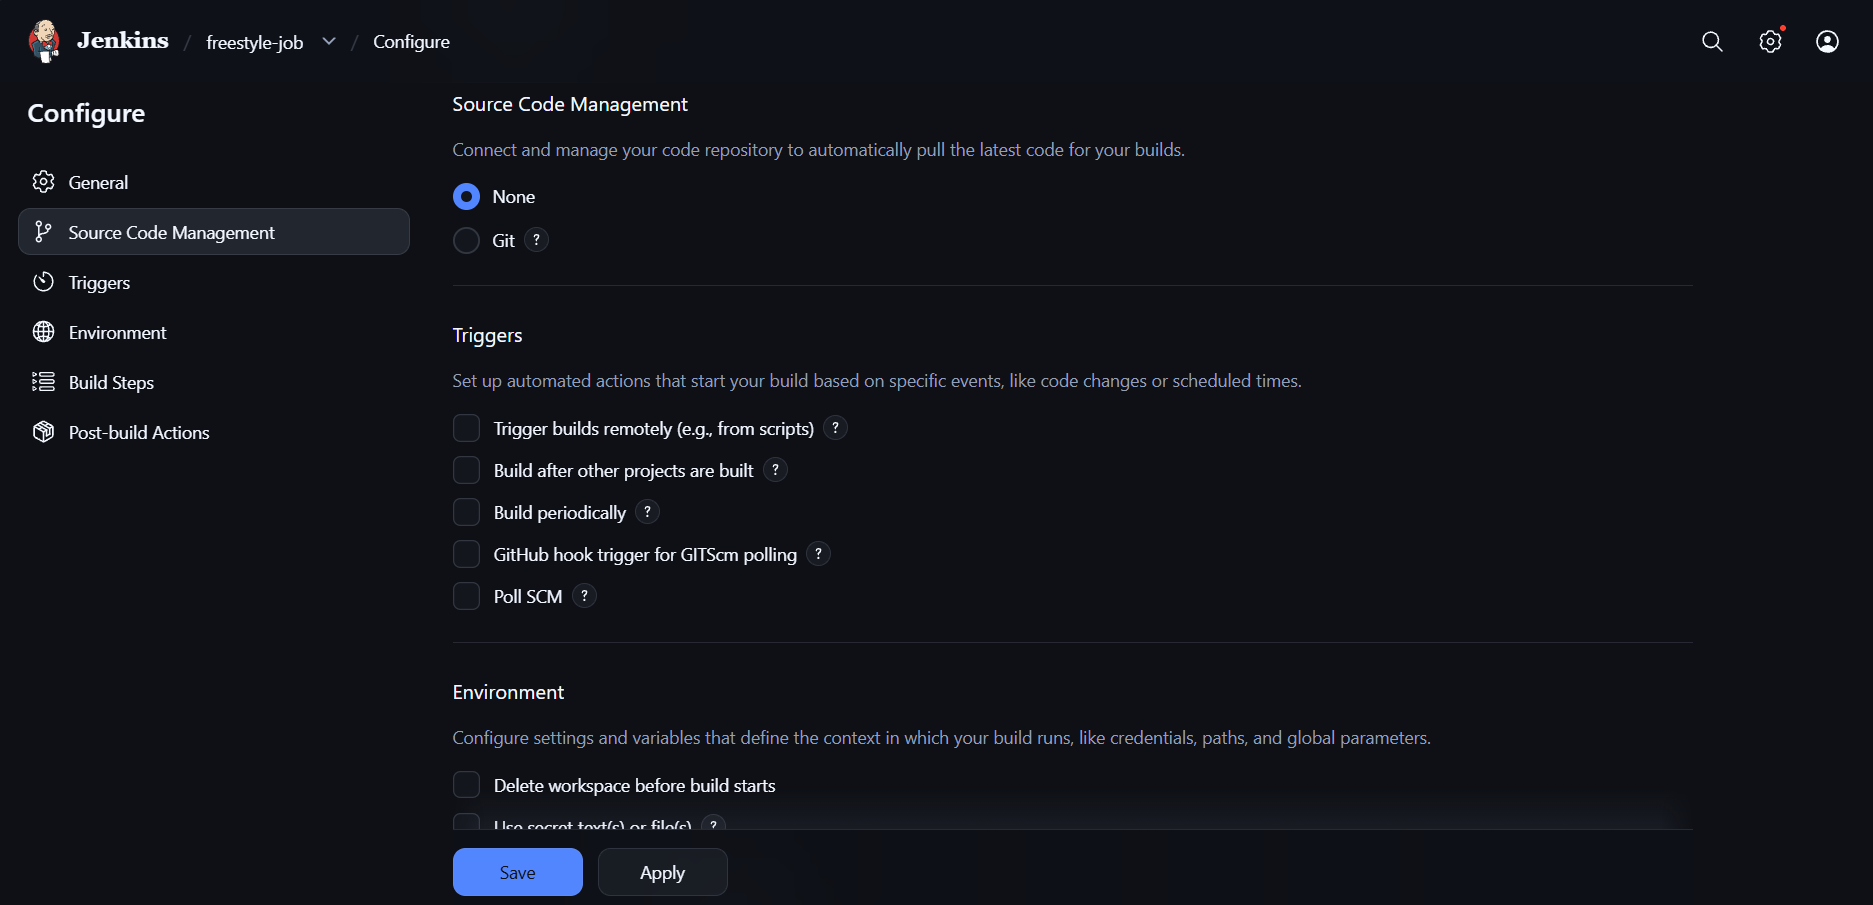 Jenkins / freestyle-job / Configure
Configure
General
Source Code Management
Triggers
Environment
Build Steps
Post-build Actions
Source Code Management
Connect and manage your code repository to automatically pull the latest code for your builds.
None
Git ?
Triggers
Set up automated actions that start your build based on specific events, like code changes or scheduled times.
Trigger builds remotely (e.g., from scripts) ?
Build after other projects are built ?
Build periodically ?
GitHub hook trigger for GITScm polling ?
Poll SCM ?
Environment
Configure settings and variables that define the context in which your build runs, like credentials, paths, and global parameters.
Delete workspace before build starts
Use secret text(s) or file(s) ?
Save Apply